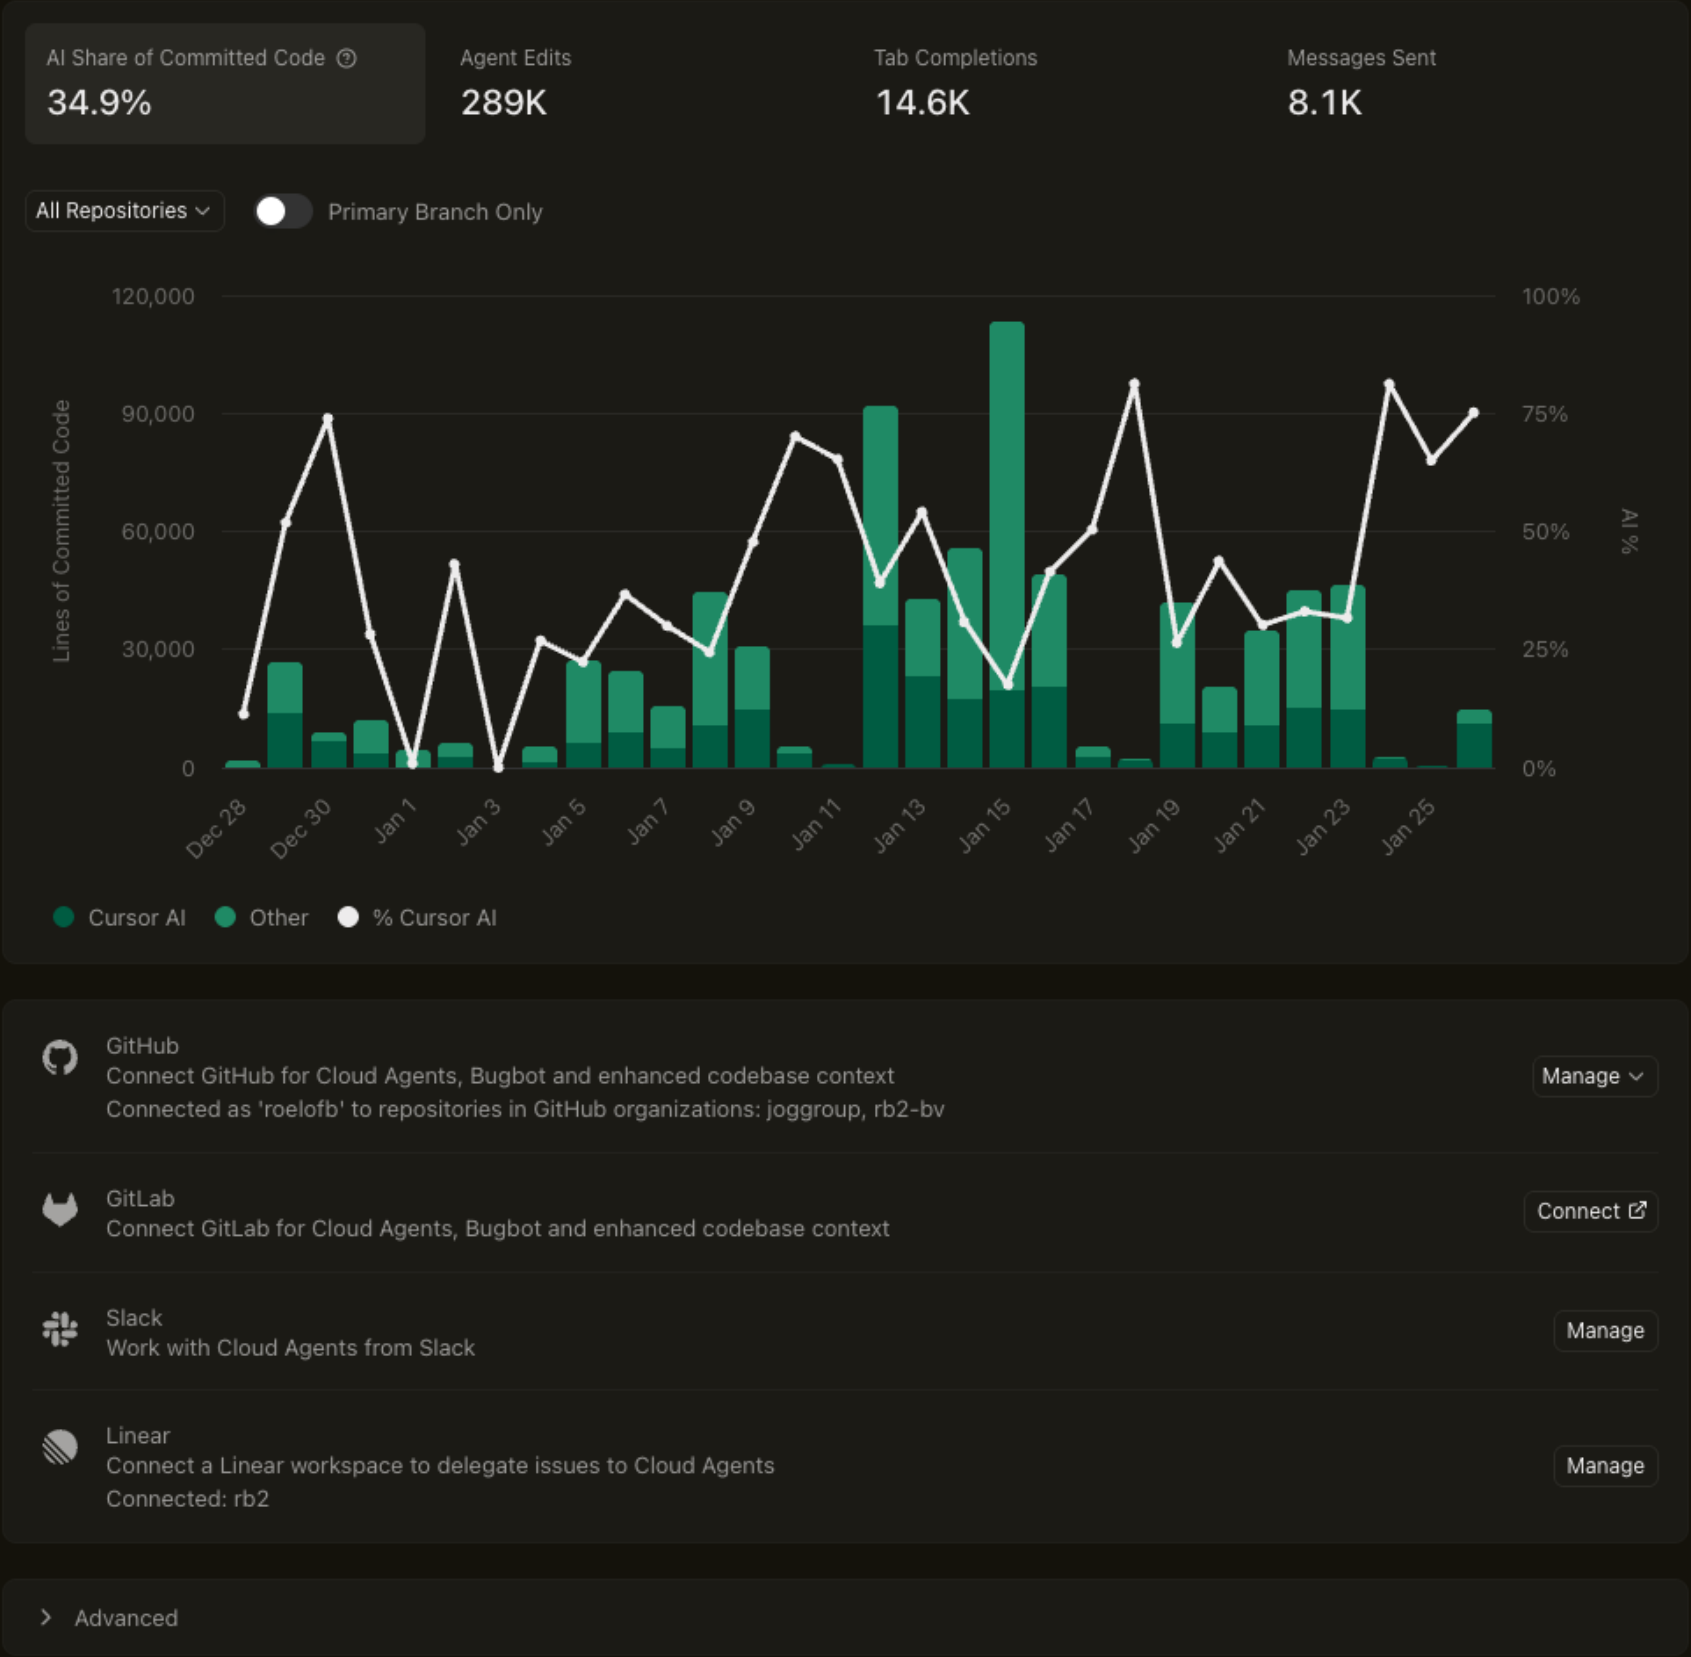 AI Share of Committed Code
34.9%
Agent Edits
289K
Tab Completions
14.6K
Messages Sent
8.1K
All Repositories
Primary Branch Only
Lines of Committed Code
120,000
90,000
60,000
30,000
0
100%
75%
50%
25%
0%
AI %
Dec 28
Dec 30
Jan 1
Jan 3
Jan 5
Jan 7
Jan 9
Jan 11
Jan 13
Jan 15
Jan 17
Jan 19
Jan 21
Jan 23
Jan 25
Cursor AI
Other
% Cursor AI
GitHub
Connect GitHub for Cloud Agents, Bugbot and enhanced codebase context
Connected as 'roelofb' to repositories in GitHub organizations: joggroup, rb2-bv
Manage
GitLab
Connect GitLab for Cloud Agents, Bugbot and enhanced codebase context
Connect
Slack
Work with Cloud Agents from Slack
Manage
Linear
Connect a Linear workspace to delegate issues to Cloud Agents
Connected: rb2
Manage
Advanced